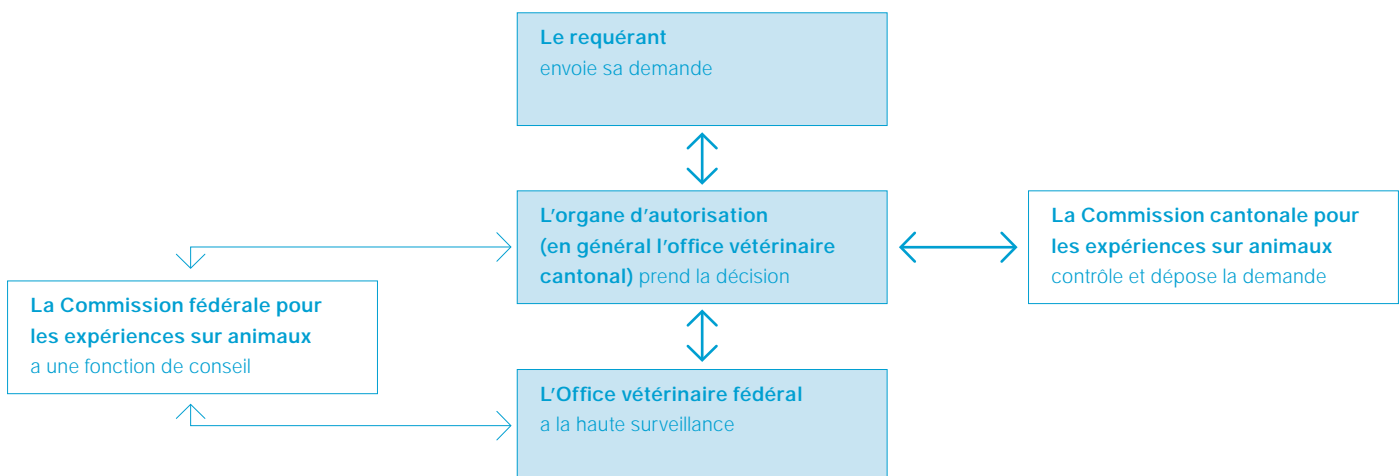 Le requérant
envoie sa demande
L'organe d'autorisation
(en général l'office vétérinaire
cantonal) prend la décision
La Commission cantonale pour
les expériences sur animaux
contrôle et dépose la demande
La Commission fédérale pour
les expériences sur animaux
a une fonction de conseil
L'Office vétérinaire fédéral
a la haute surveillance